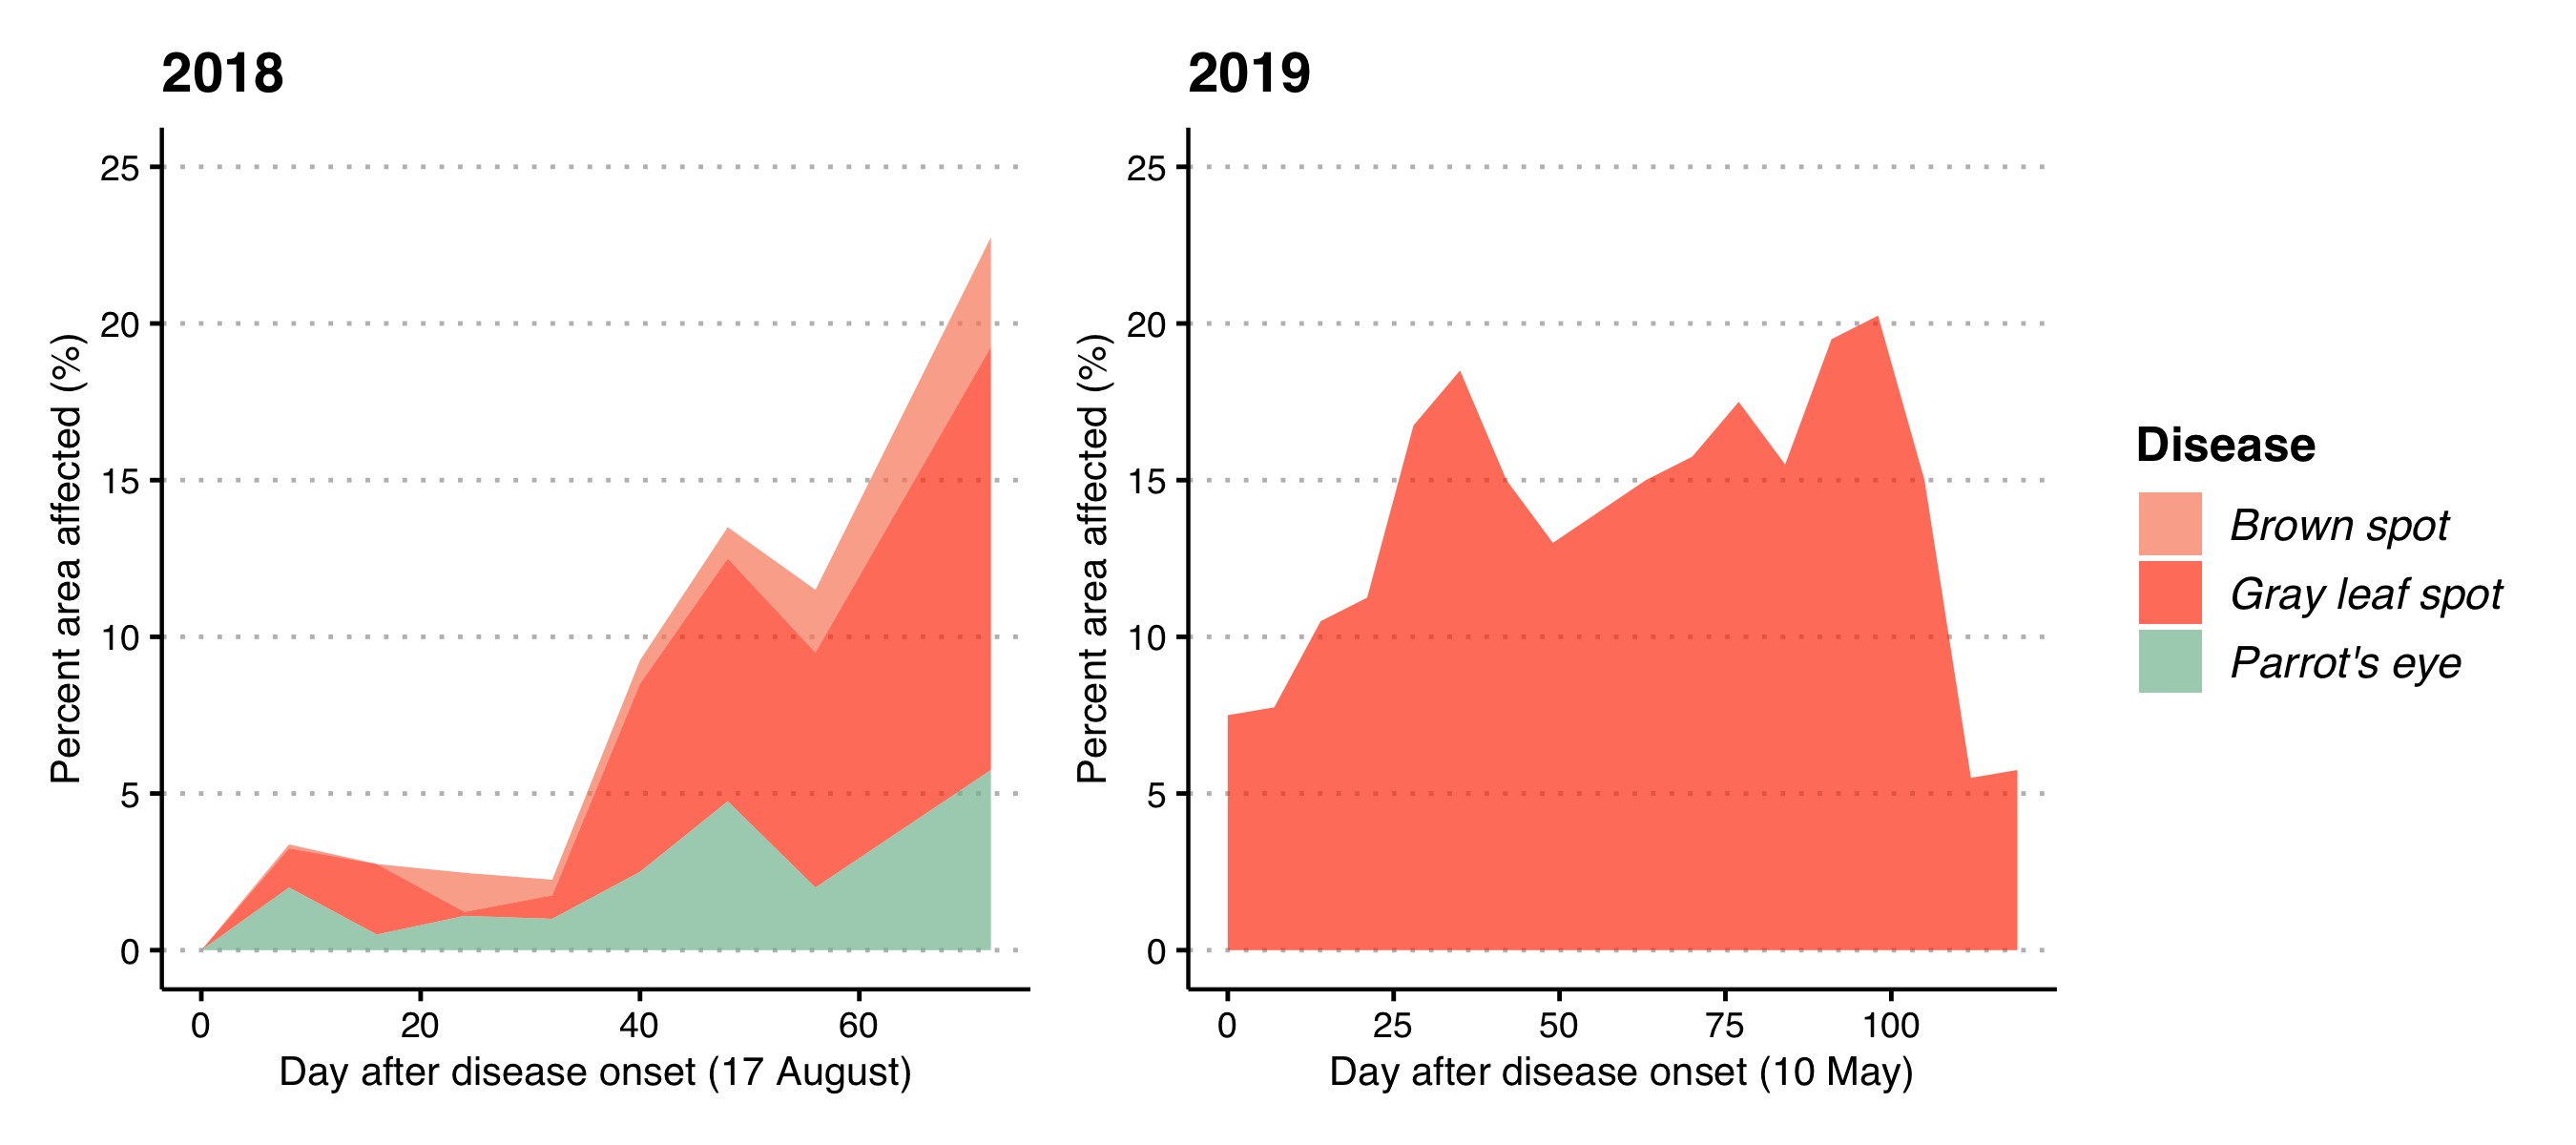 2018
25
20
15
10
5
0
Percent area affected (%)
0 20 40 60
Day after disease onset (17 August)
2019
25
20
15
10
5
0
Percent area affected (%)
0 25 50 75 100
Day after disease onset (10 May)
Disease
Brown spot
Gray leaf spot
Parrot's eye